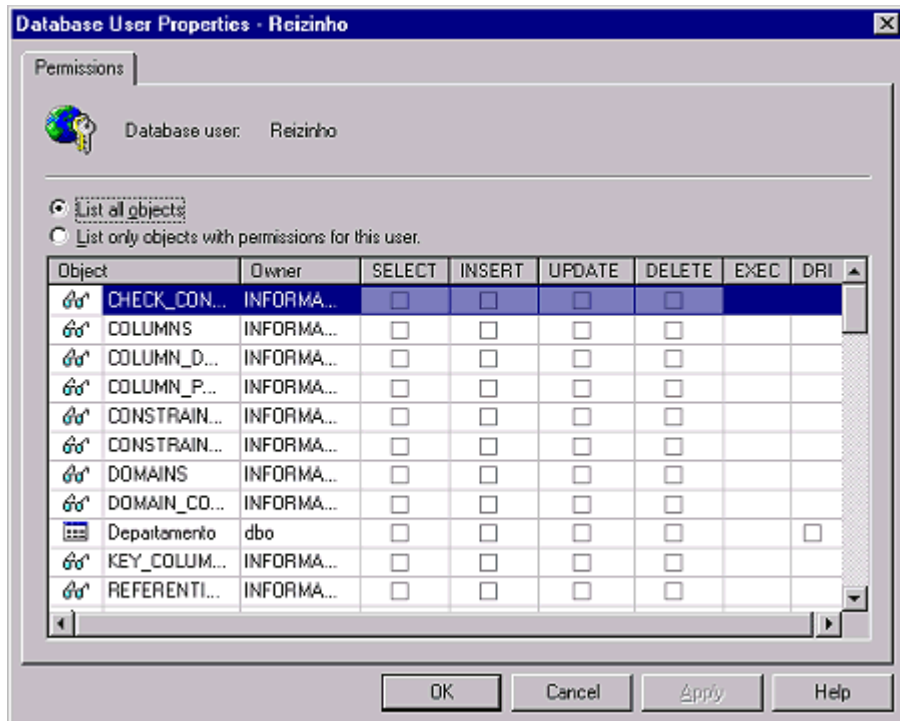 Database User Properties - Reizinho
Permissions
Database user: Reizinho
List all objects
List only objects with permissions for this user.
Object Owner SELECT INSERT UPDATE DELETE EXEC DRI
CHECK_CON... INFORMA...
COLUMNS INFORMA...
COLUMN_D... INFORMA...
COLUMN_P... INFORMA...
CONSTRAIN... INFORMA...
CONSTRAIN... INFORMA...
DOMAINS INFORMA...
DOMAIN_CO... INFORMA...
Departamento dbo
KEY_COLUM... INFORMA...
REFERENTI... INFORMA...
OK Cancel Apply Help